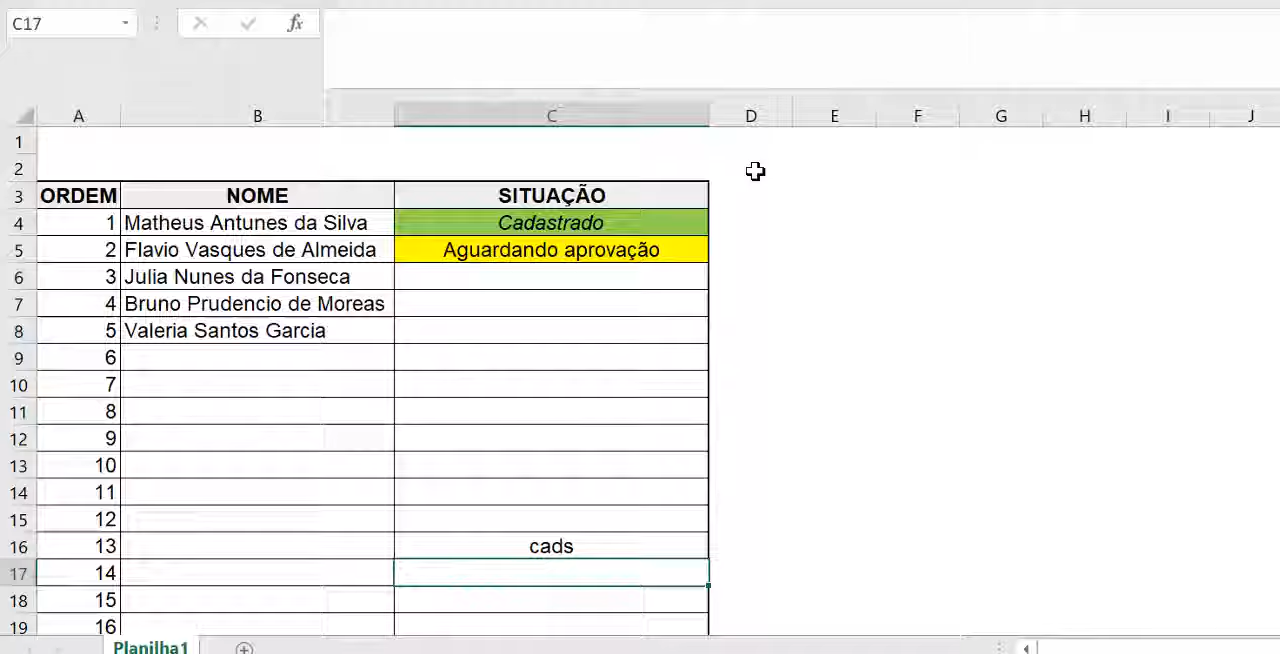 C17
fx
A B C D E F G H I J
1
2
3 ORDEM NOME SITUAÇÃO
4 1 Matheus Antunes da Silva Cadastrado
5 2 Flavio Vasques de Almeida Aguardando aprovação
6 3 Julia Nunes da Fonseca
7 4 Bruno Prudencio de Moreas
8 5 Valeria Santos Garcia
9 6
10 7
11 8
12 9
13 10
14 11
15 12
16 13 cads
17 14
18 15
19 16
Planilha1